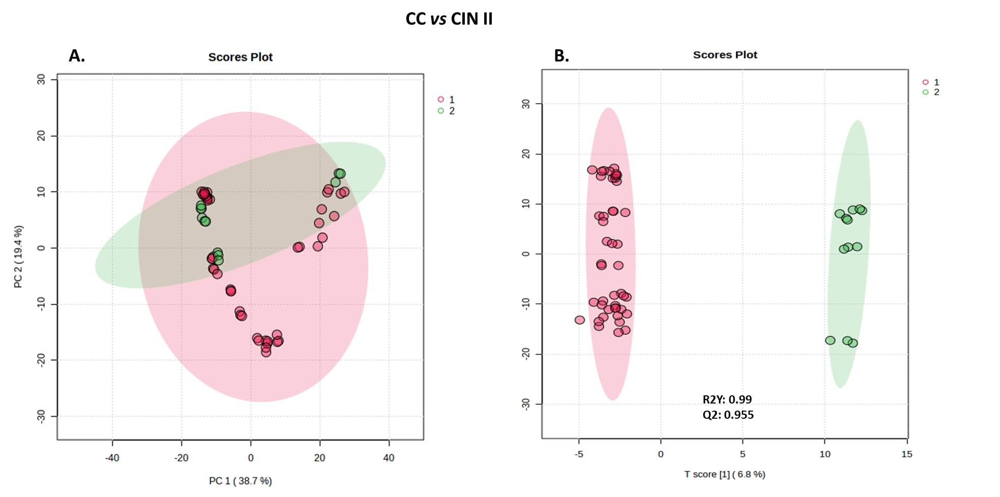 CC vs CIN II
A.
Scores Plot
30
20
10
0
-10
-20
-30
PC 2 ( 19.4 %)
-40
-20
0
20
40
PC 1 ( 38.7 %)
1
2
B.
Scores Plot
30
20
10
0
-10
-20
-30
R2Y: 0.99
Q2: 0.955
-5
0
5
10
15
T score [1] ( 6.8 %)
1
2